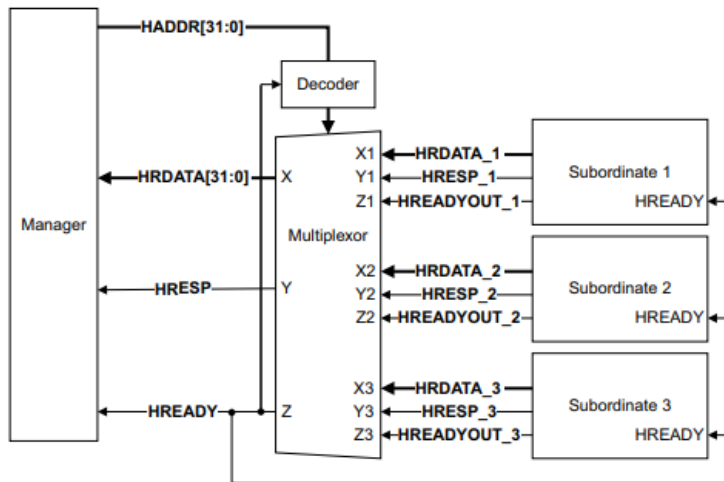 HADDR[31:0]
Decoder
Manager
HRDATA[31:0]
HRESP
HREADY
Multiplexor
X
Y
Z
X1
Y1
Z1
HRDATA_1
HRESP_1
HREADYOUT_1
Subordinate 1
HREADY
X2
Y2
Z2
HRDATA_2
HRESP_2
HREADYOUT_2
Subordinate 2
HREADY
X3
Y3
Z3
HRDATA_3
HRESP_3
HREADYOUT_3
Subordinate 3
HREADY